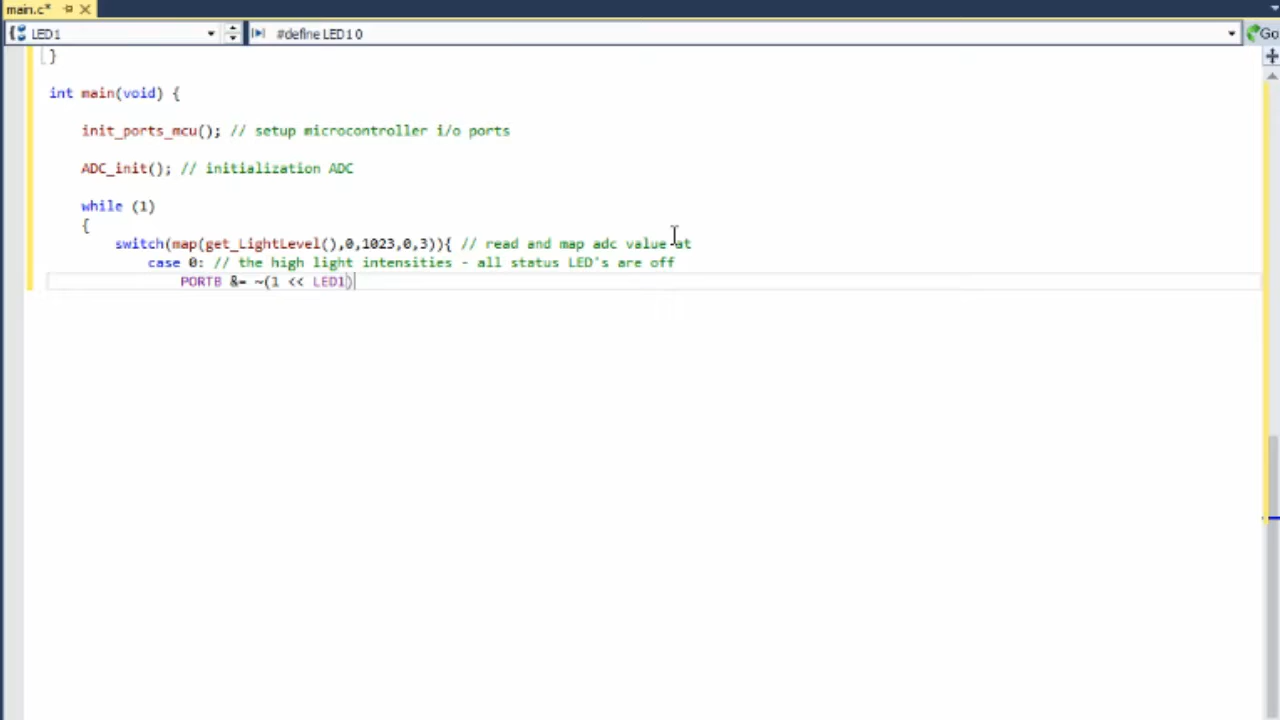 main.c*
LED1
#define LED1 0
Go
}
int main(void) {
init_ports_mcu(); // setup microcontroller i/o ports
ADC_init(); // initialization ADC
while (1)
{
switch(map(get_LightLevel(),0,1023,0,3)){ // read and map adc value at
case 0: // the high light intensities - all status LED's are off
PORTB &= ~(1 << LED1)